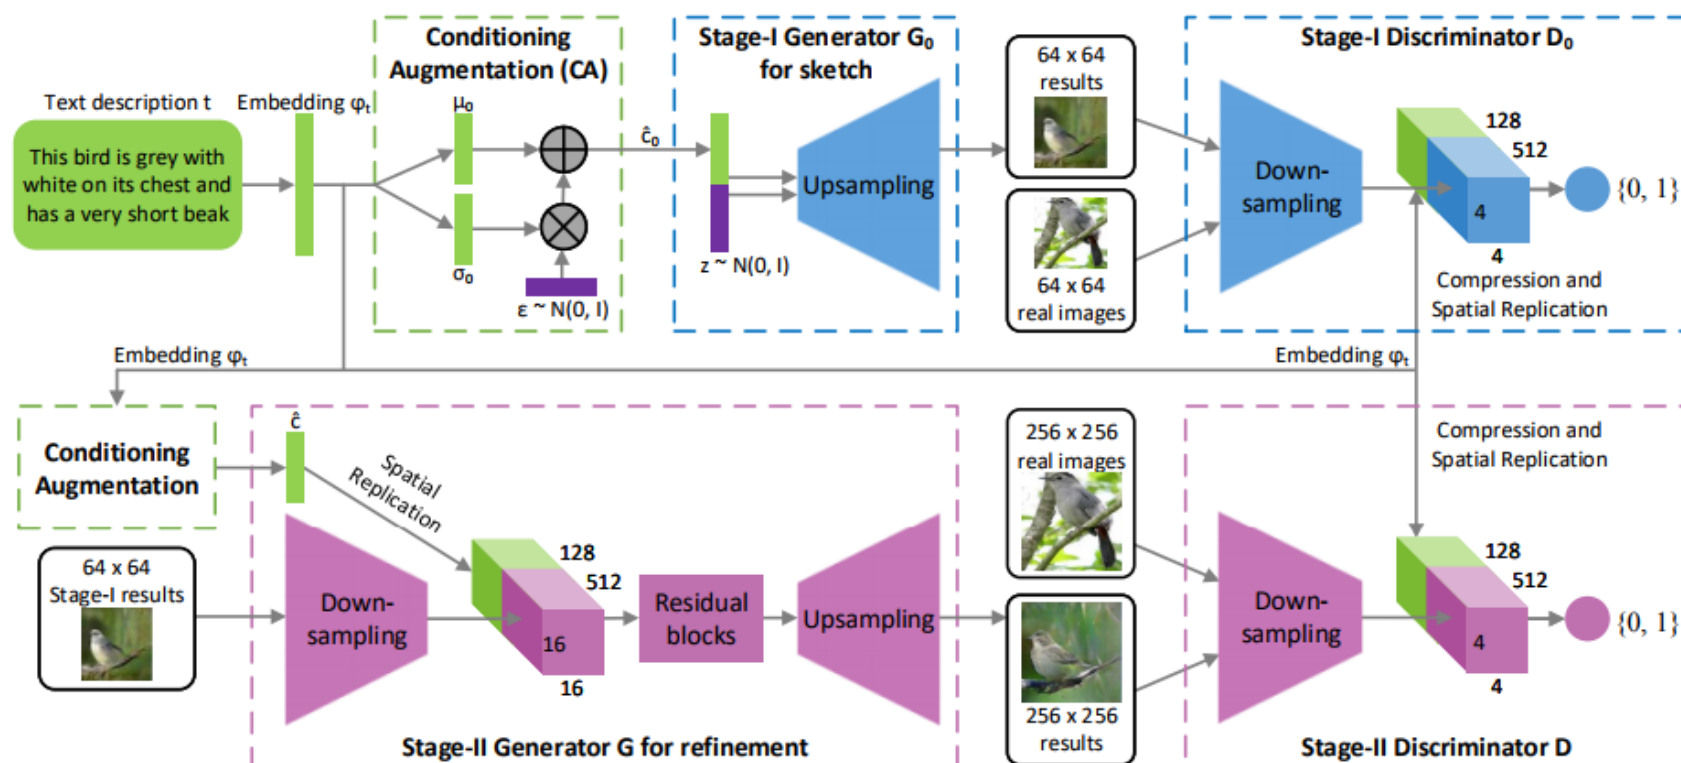 Conditioning
Augmentation (CA)
Stage-I Generator G₀
for sketch
Stage-I Discriminator D₀
64 x 64
results
Text description t
Embedding φₜ
μ₀
ĉ₀
128
512
This bird is grey with
white on its chest and
has a very short beak
Upsampling
Down-
sampling
4
{0, 1}
4
σ₀
z ~ N(0, I)
ε ~ N(0, I)
64 x 64
real images
Compression and
Spatial Replication
Embedding φₜ
Embedding φₜ
ĉ
Conditioning
Augmentation
Spatial
Replication
256 x 256
real images
Compression and
Spatial Replication
64 x 64
Stage-I results
Down-
sampling
128
512
16
16
Residual
blocks
Upsampling
Down-
sampling
128
512
4
4
{0, 1}
256 x 256
results
Stage-II Generator G for refinement
Stage-II Discriminator D